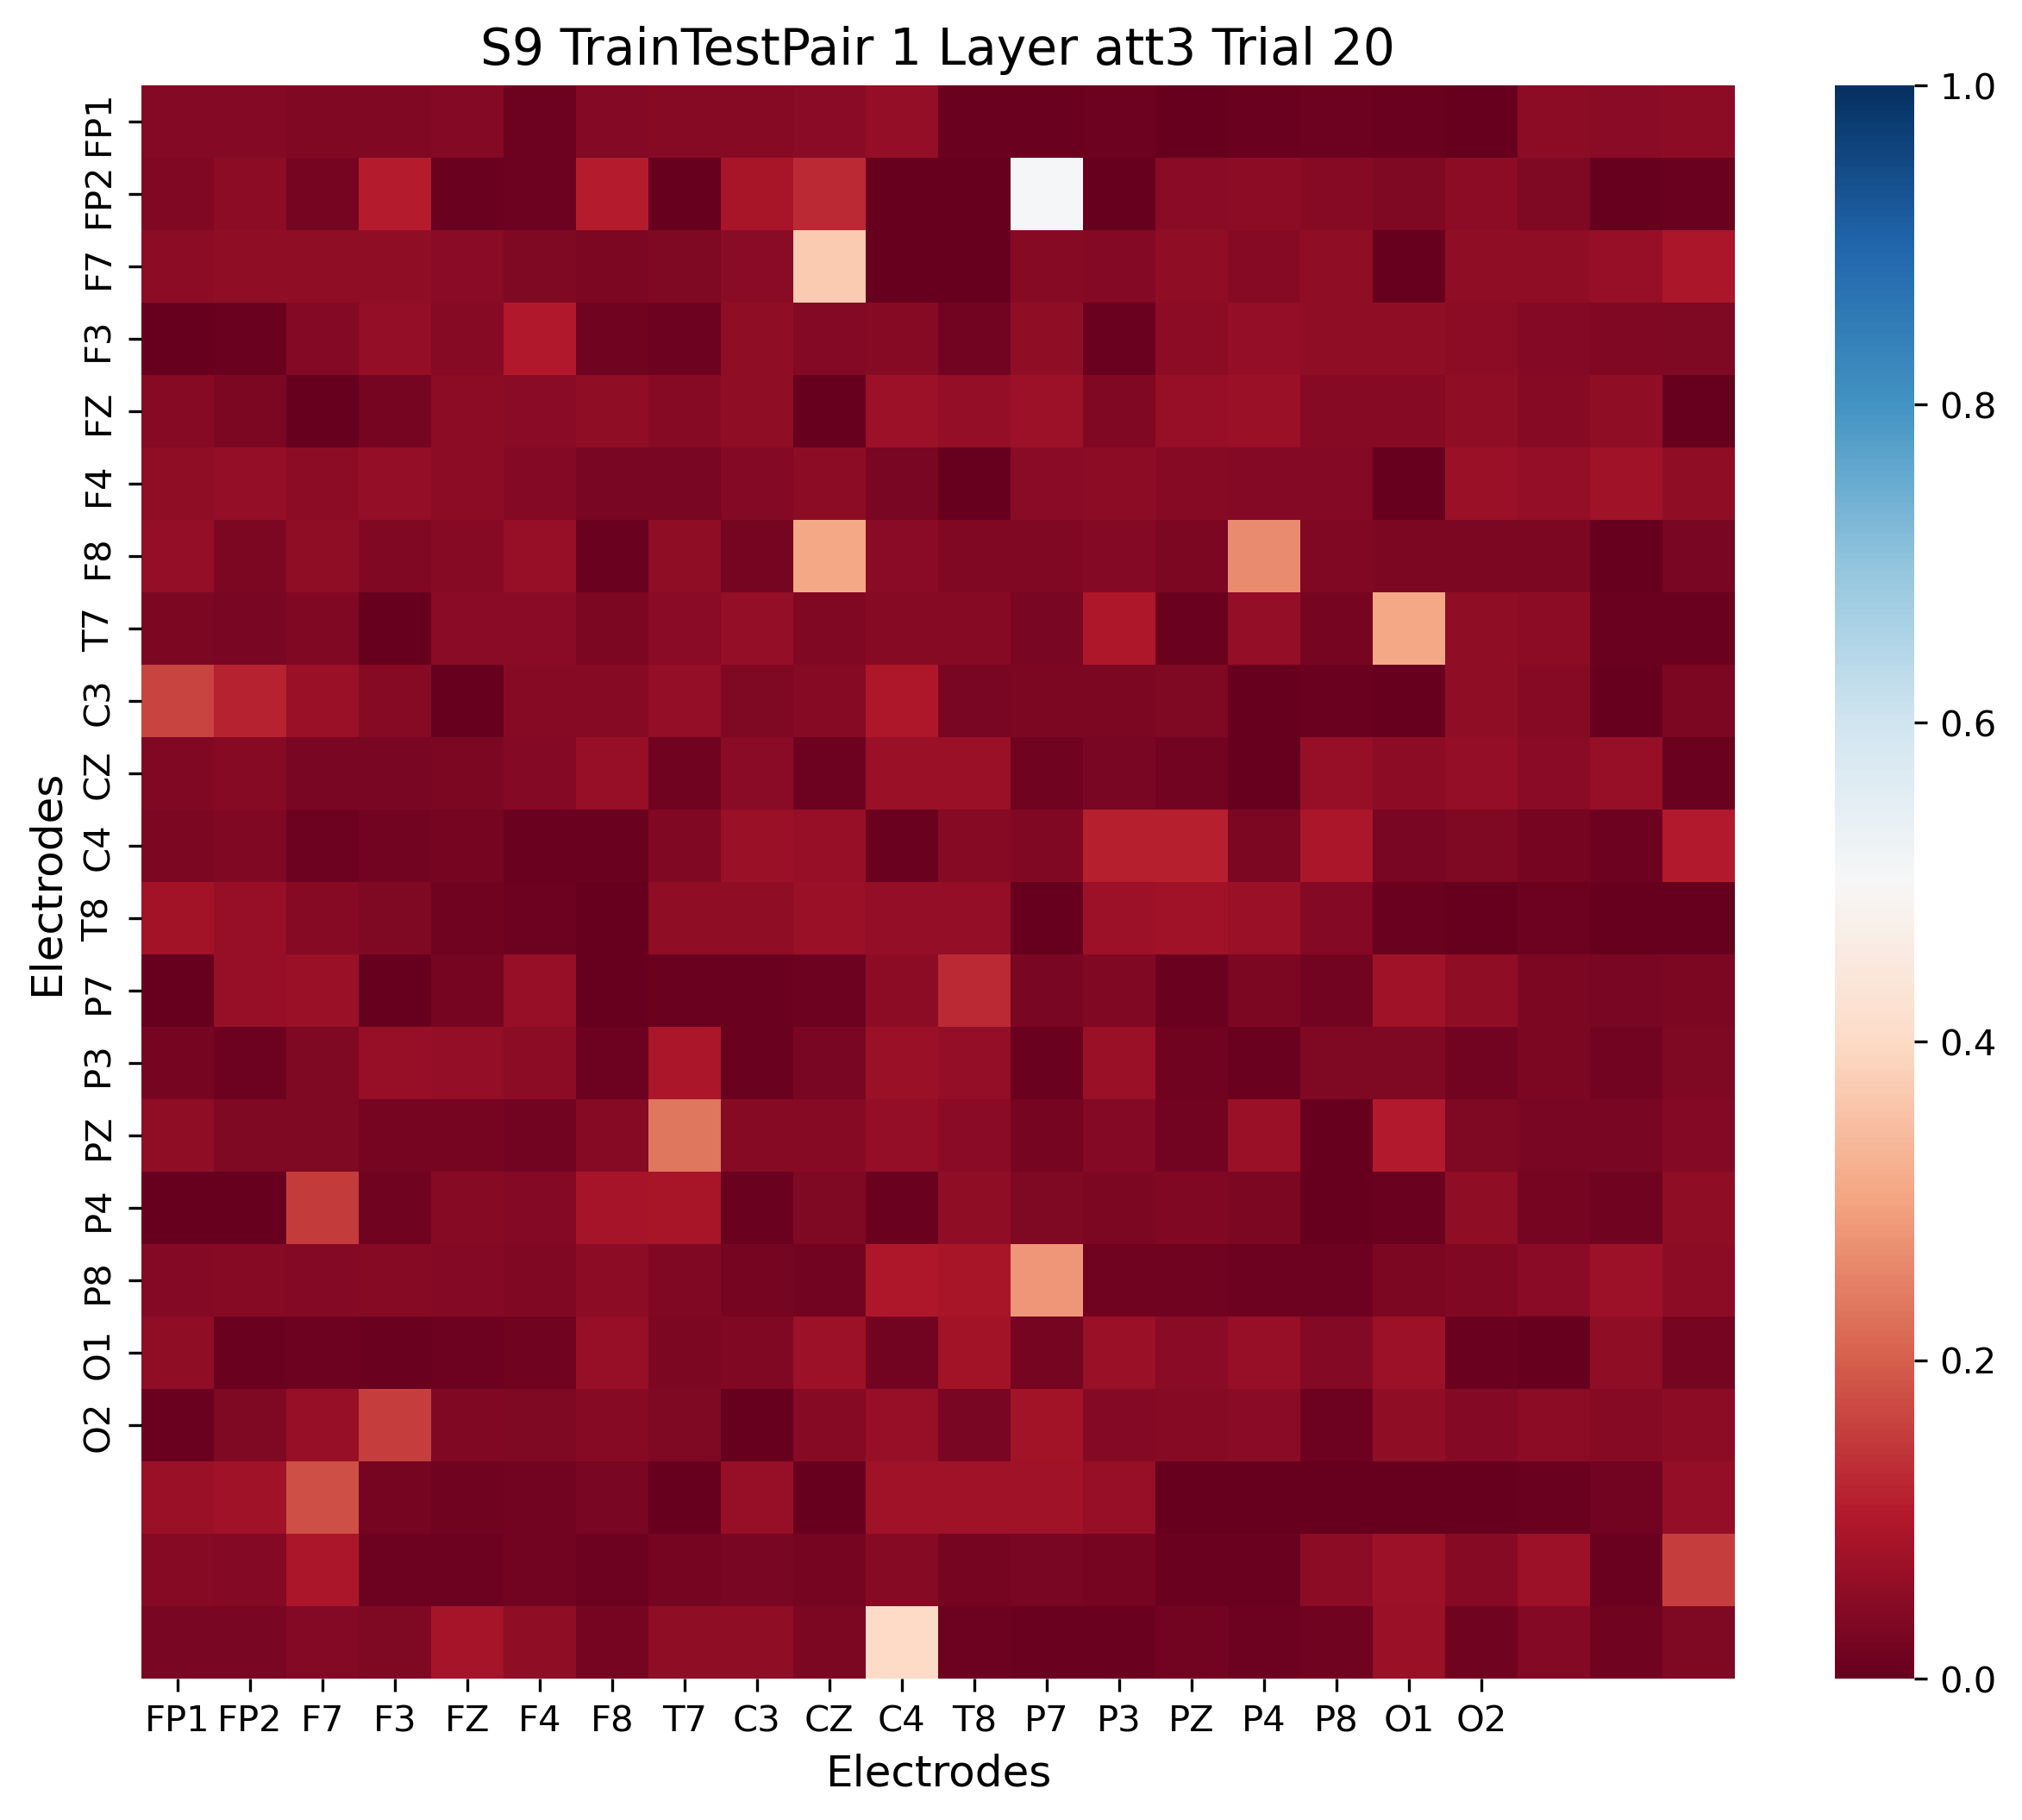 S9 TrainTestPair 1 Layer att3 Trial 20
Electrodes
FP1
FP2
F7
F3
FZ
F4
F8
T7
C3
CZ
C4
T8
P7
P3
PZ
P4
P8
O1
O2
FP1 FP2 F7 F3 FZ F4 F8 T7 C3 CZ C4 T8 P7 P3 PZ P4 P8 O1 O2
Electrodes
1.0
0.8
0.6
0.4
0.2
0.0